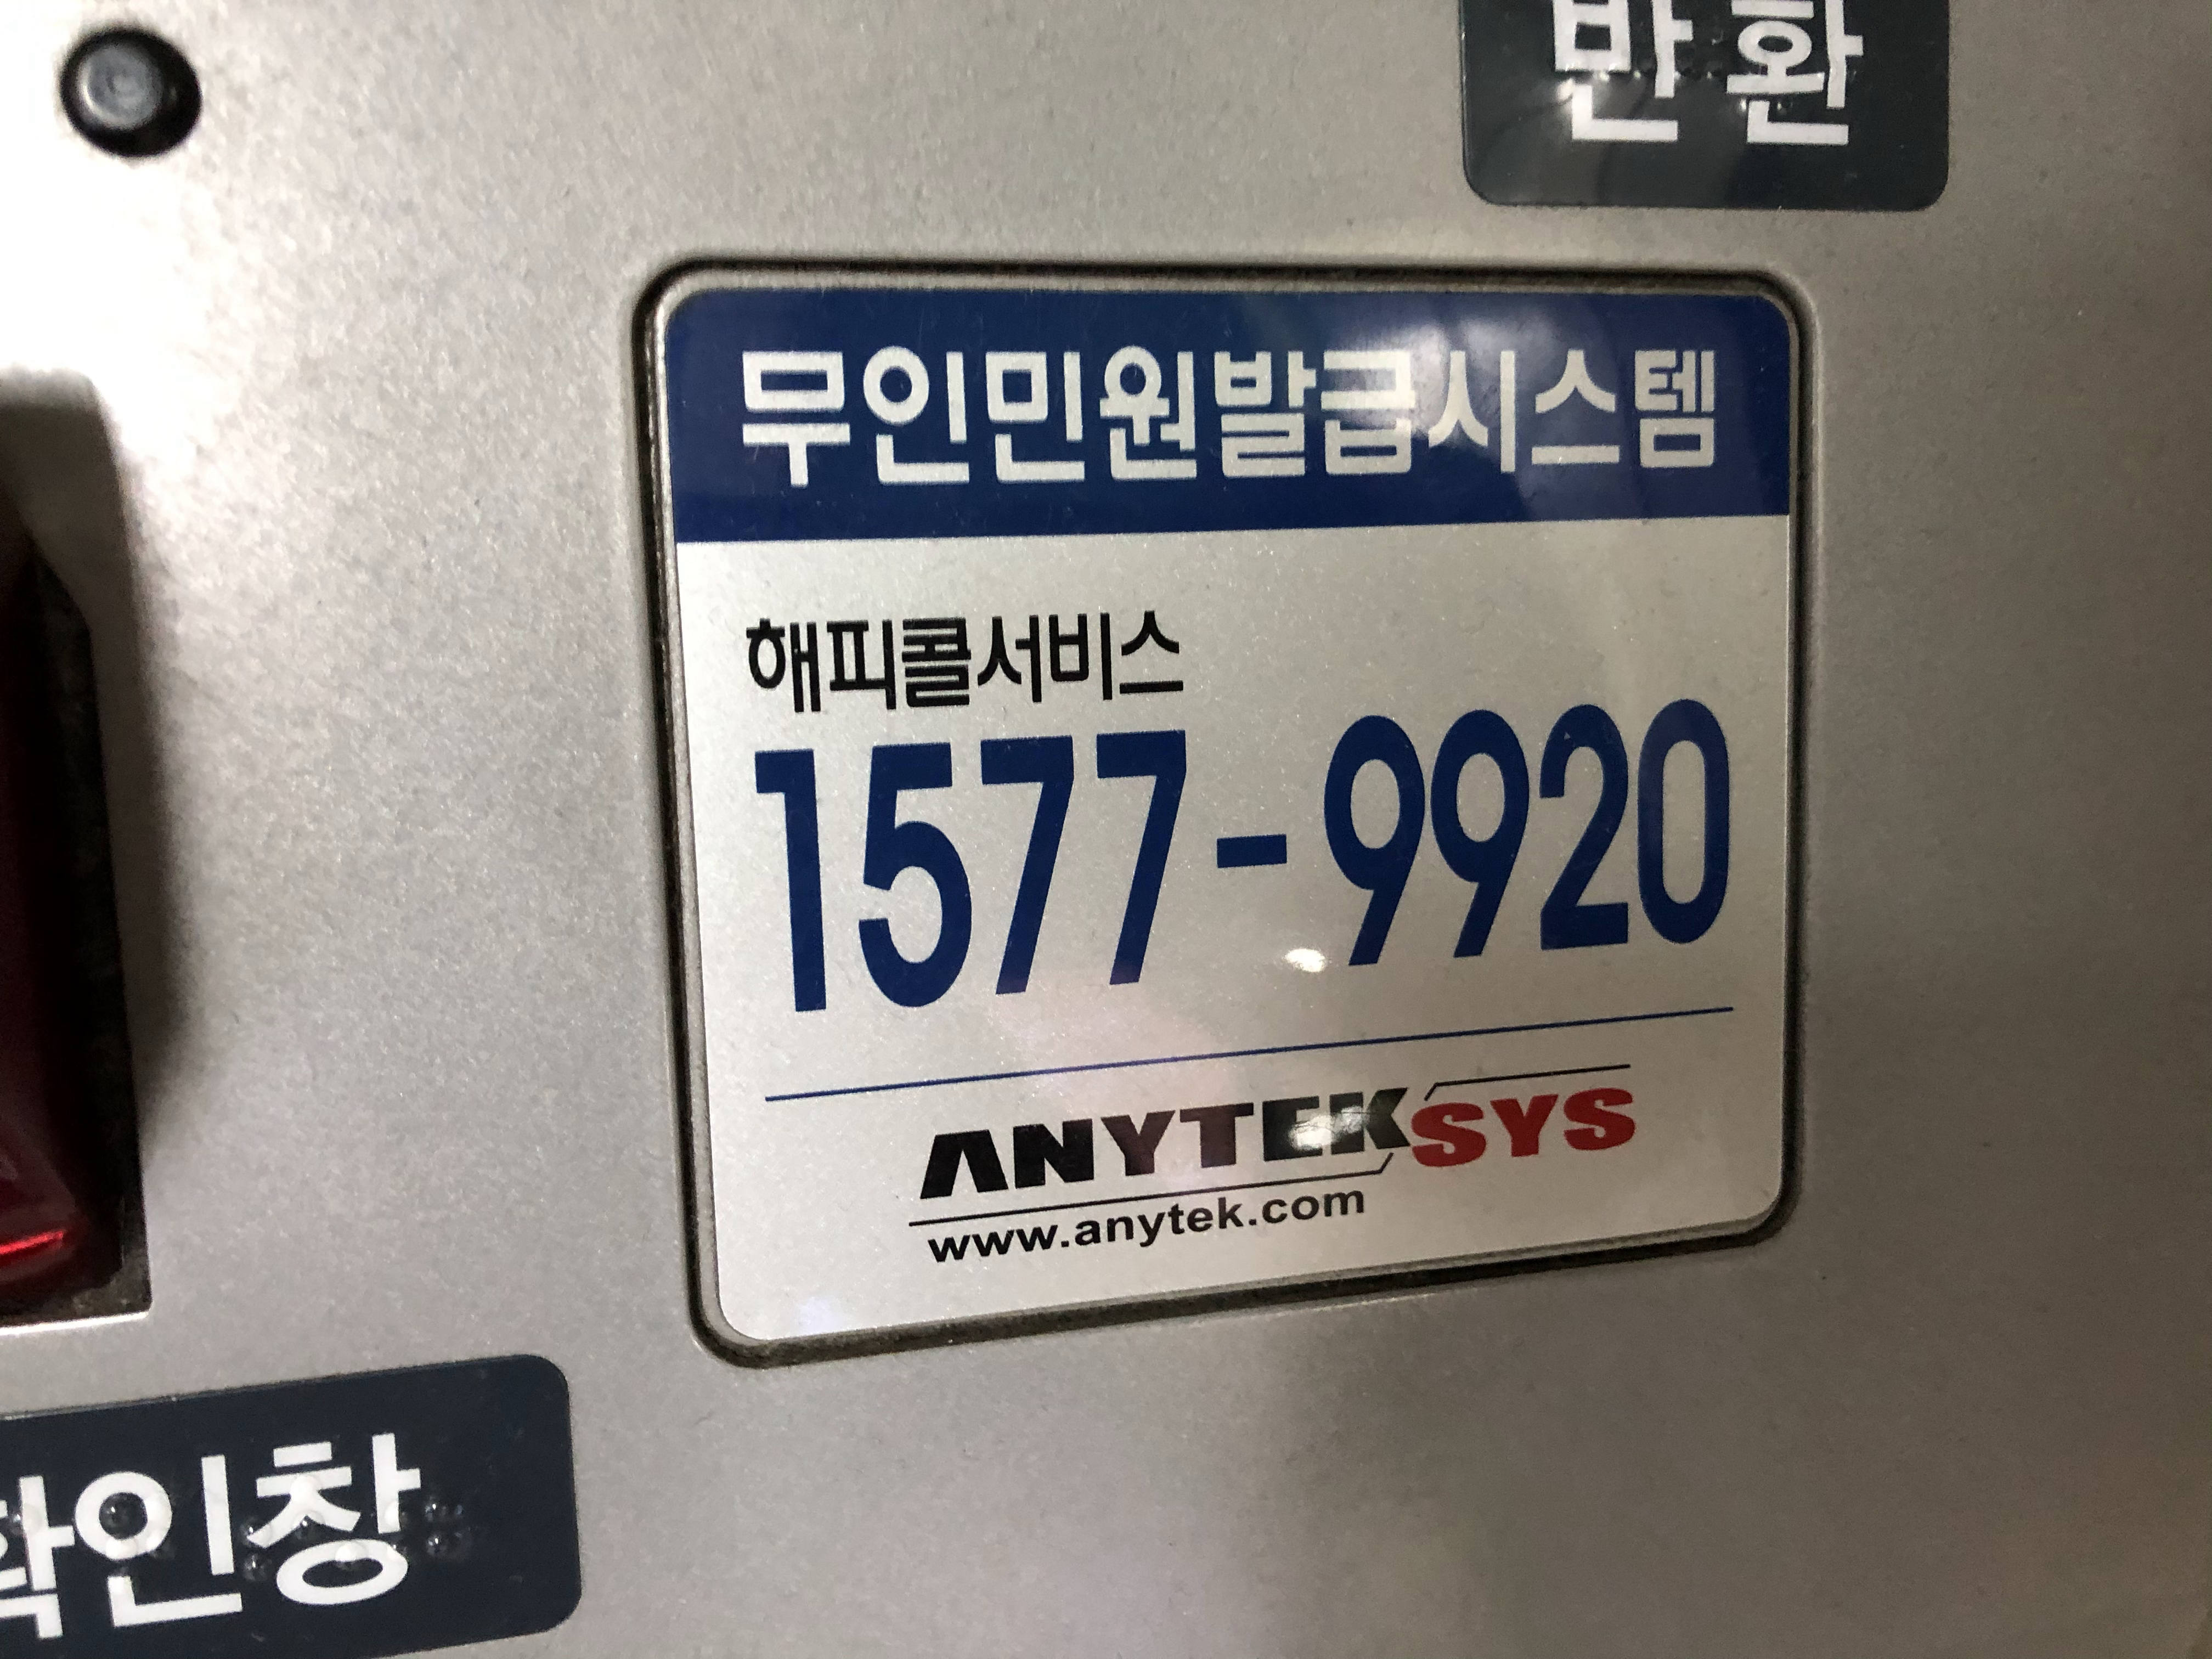 반환
무인민원발급시스템
해피콜서비스
1577-9920
ANYTEKSYS
www.anytek.com
확인창